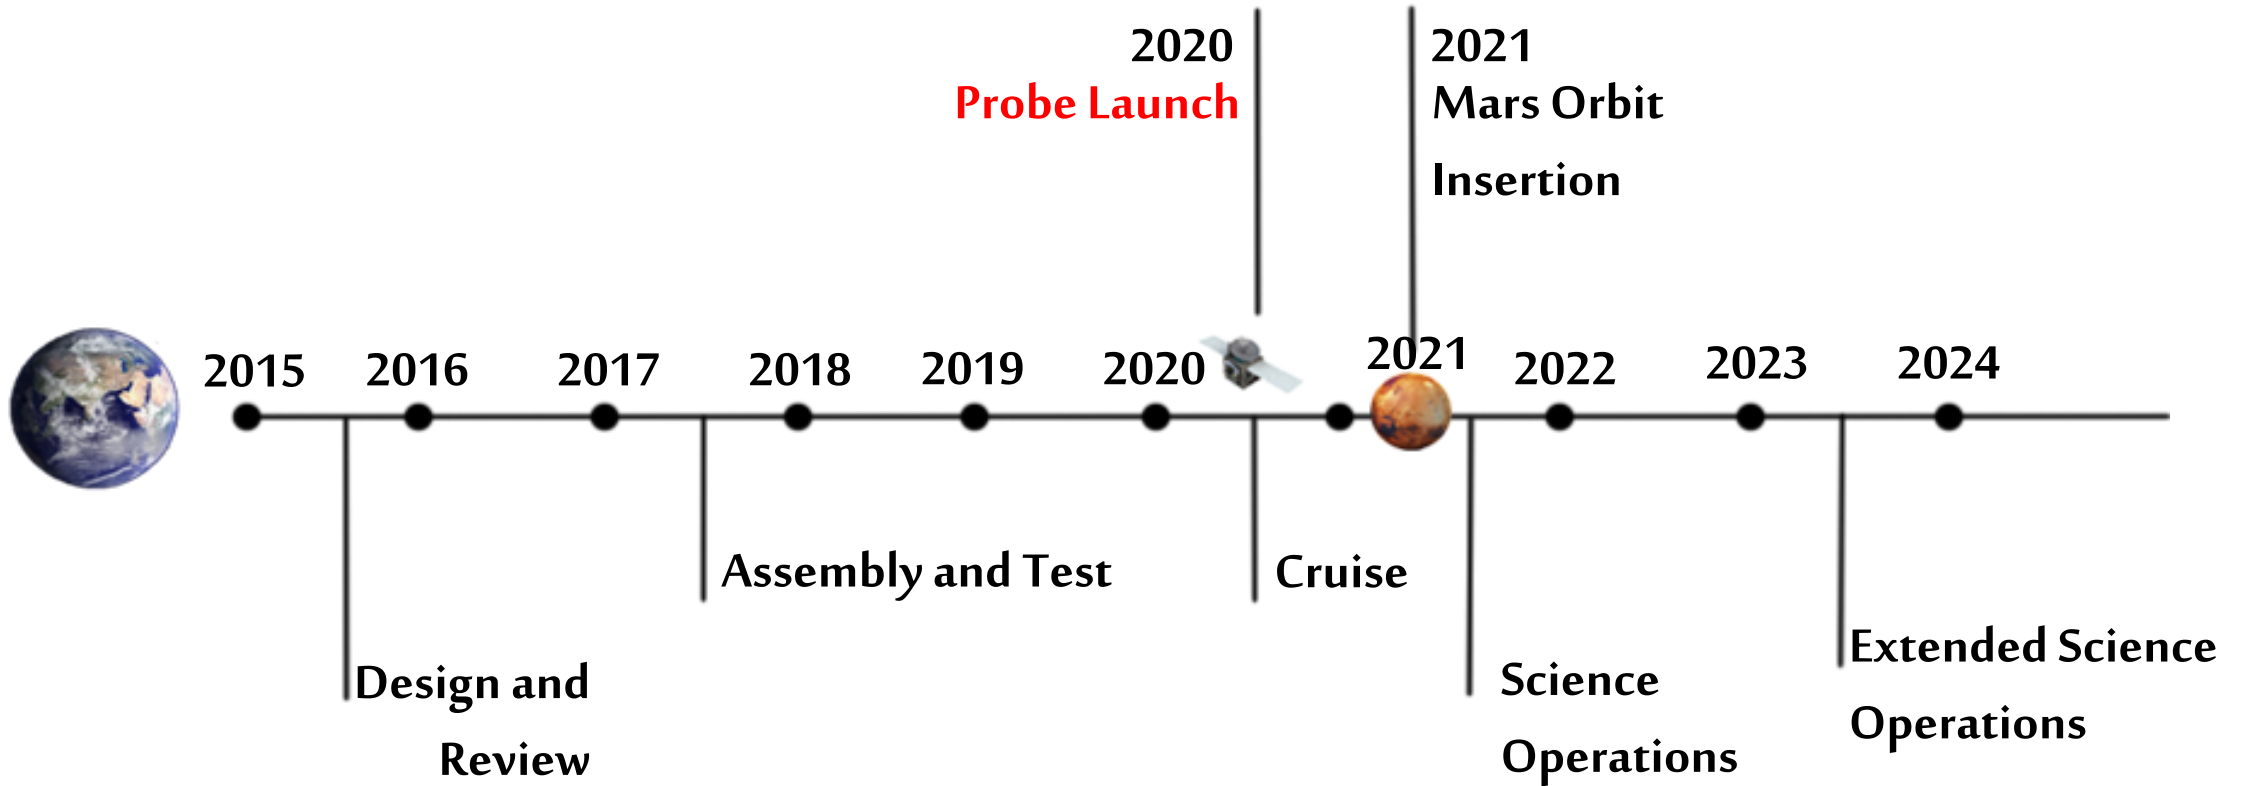 2020
Probe Launch
2021
Mars Orbit
Insertion
2015
2016
2017
2018
2019
2020
2021
2022
2023
2024
Assembly and Test
Cruise
Design and
Review
Science
Operations
Extended Science
Operations